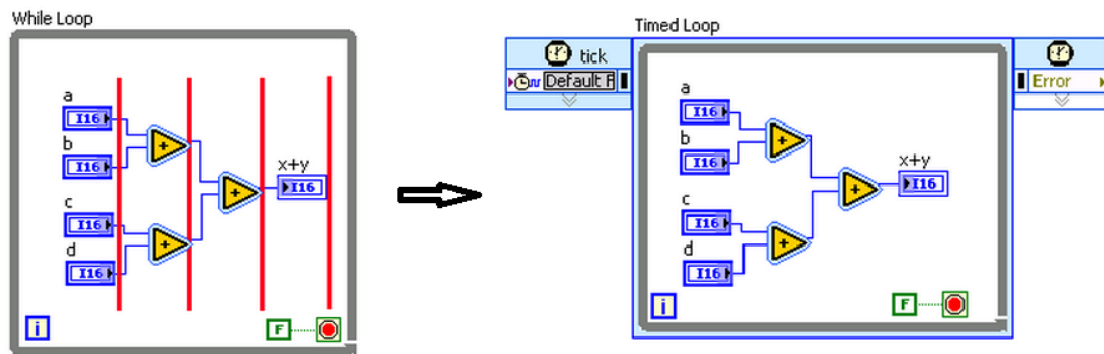 While Loop
a
I16
b
I16
+
x+y
I16
+
c
I16
d
I16
+
i
F
Timed Loop
tick
Default F
Error
a
I16
b
I16
+
x+y
I16
+
c
I16
d
I16
+
i
F